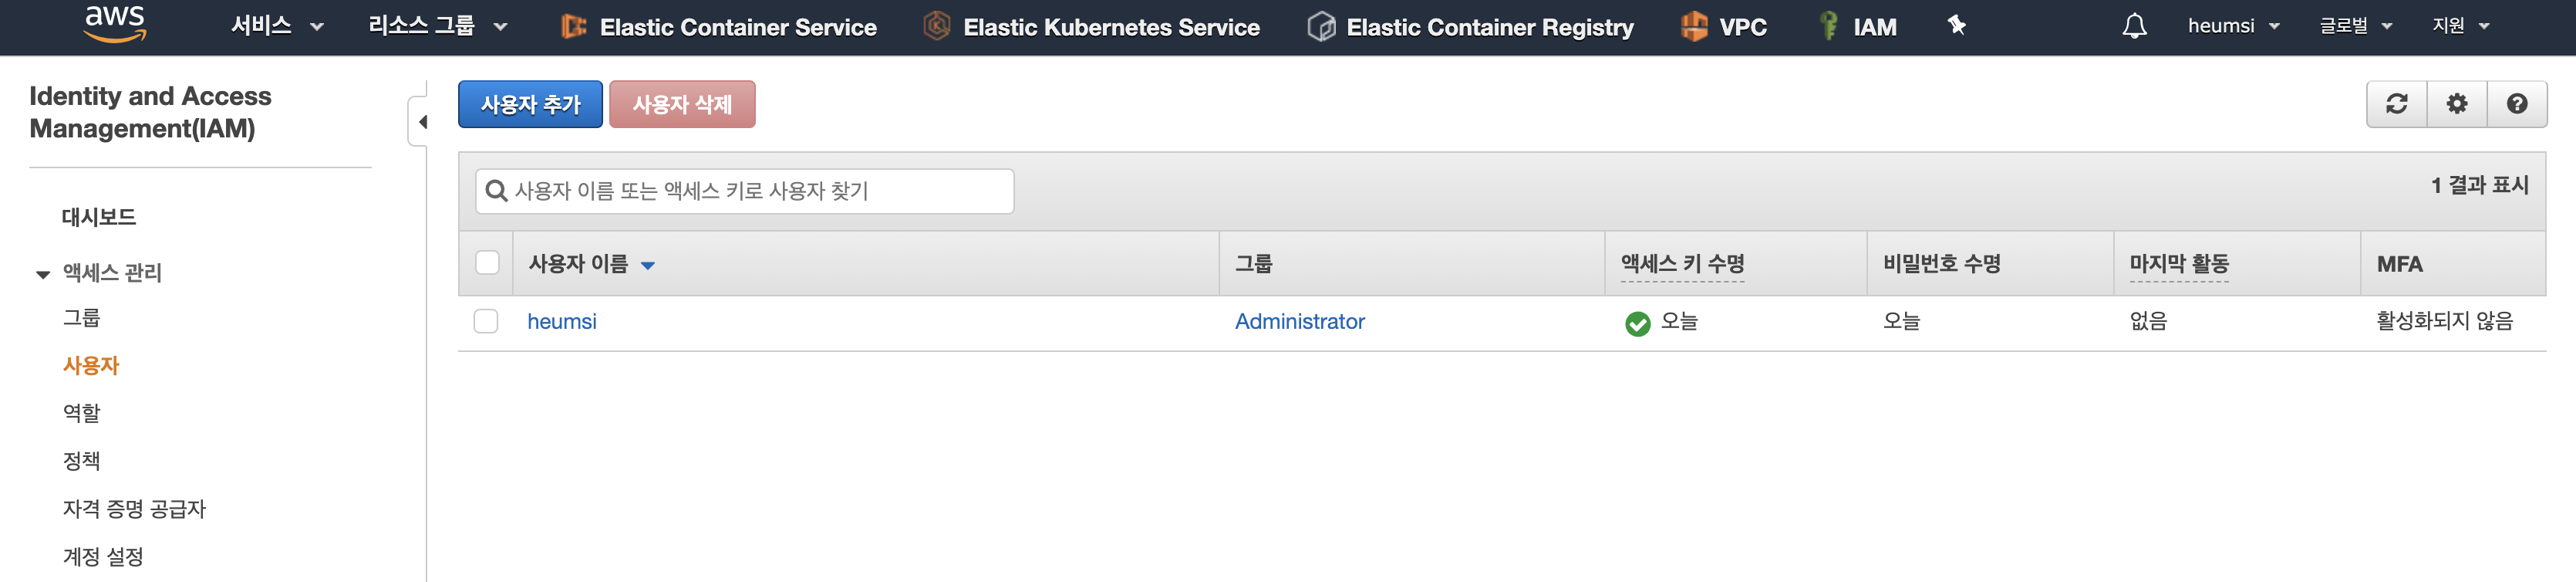 aws
서비스
리소스 그룹
Elastic Container Service
Elastic Kubernetes Service
Elastic Container Registry
VPC
IAM
heumsi
글로벌
지원
Identity and Access
Management(IAM)
대시보드
액세스 관리
그룹
사용자
역할
정책
자격 증명 공급자
계정 설정
사용자 추가
사용자 삭제
사용자 이름 또는 액세스 키로 사용자 찾기
1 결과 표시
사용자 이름
그룹
액세스 키 수명
비밀번호 수명
마지막 활동
MFA
heumsi
Administrator
오늘
오늘
없음
활성화되지 않음